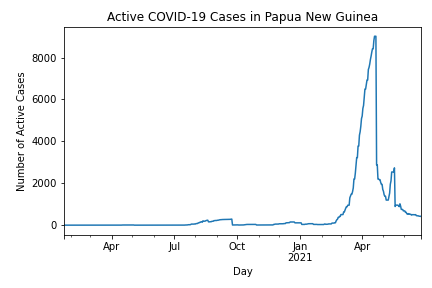 Active COVID-19 Cases in Papua New Guinea
Number of Active Cases
8000
6000
4000
2000
0
Apr
Jul
Oct
Jan
2021
Apr
Day